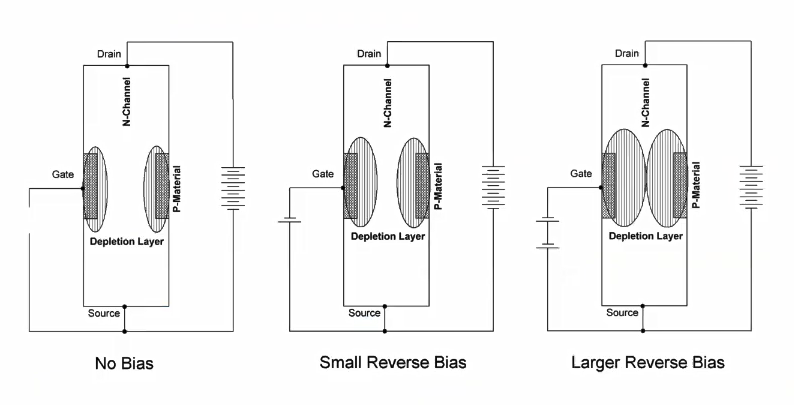 Drain
N-Channel
Gate
P-Material
Depletion Layer
Source
No Bias
Drain
N-Channel
Gate
P-Material
Depletion Layer
Source
Small Reverse Bias
Drain
N-Channel
Gate
P-Material
Depletion Layer
Source
Larger Reverse Bias